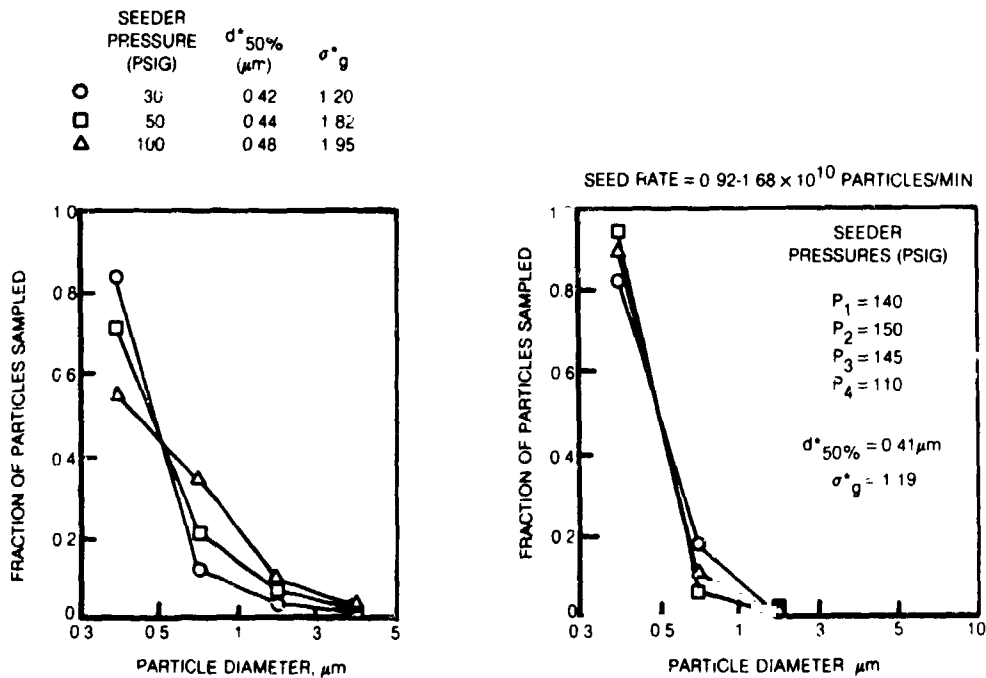 SEEDER
PRESSURE
(PSIG)
d*50%
(μm)
σ*g
30 0 42 1 20
50 0 44 1 82
100 0 48 1 95
1 0
0 8
0 6
0 4
0 2
0
0 3 0 5 1 3 5
FRACTION OF PARTICLES SAMPLED
PARTICLE DIAMETER, μm
SEED RATE = 0 92-1 68 x 10^10 PARTICLES/MIN
SEEDER
PRESSURES (PSIG)
P1 = 140
P2 = 150
P3 = 145
P4 = 110
d*50% = 0 41 μm
σ*g = 1 19
1
0 8
0 6
0 4
0 2
0
0 3 0 5 1 3 5 10
FRACTION OF PARTICLES SAMPLED
PARTICLE DIAMETER μm